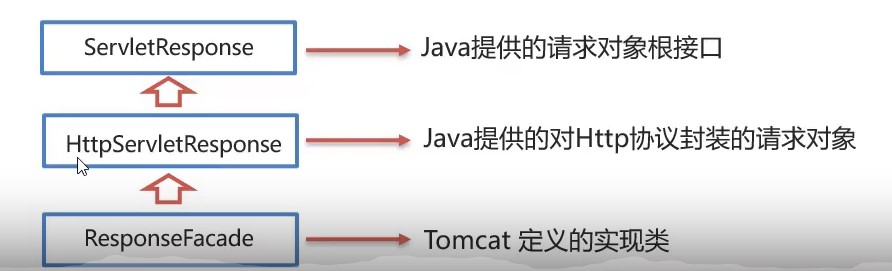 ServletResponse
Java提供的请求对象根接口
HttpServletResponse
Java提供的对Http协议封装的请求对象
ResponseFacade
Tomcat 定义的实现类